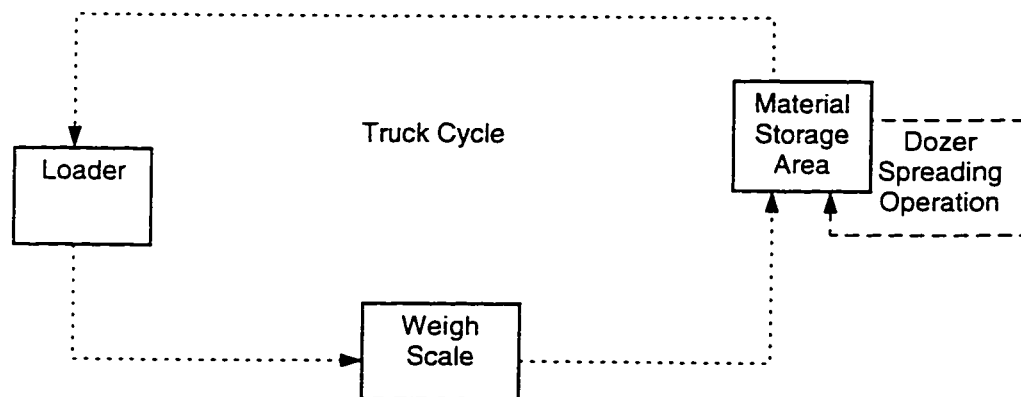 Material
Storage
Area
Truck Cycle
Dozer
Spreading
Operation
Loader
Weigh
Scale